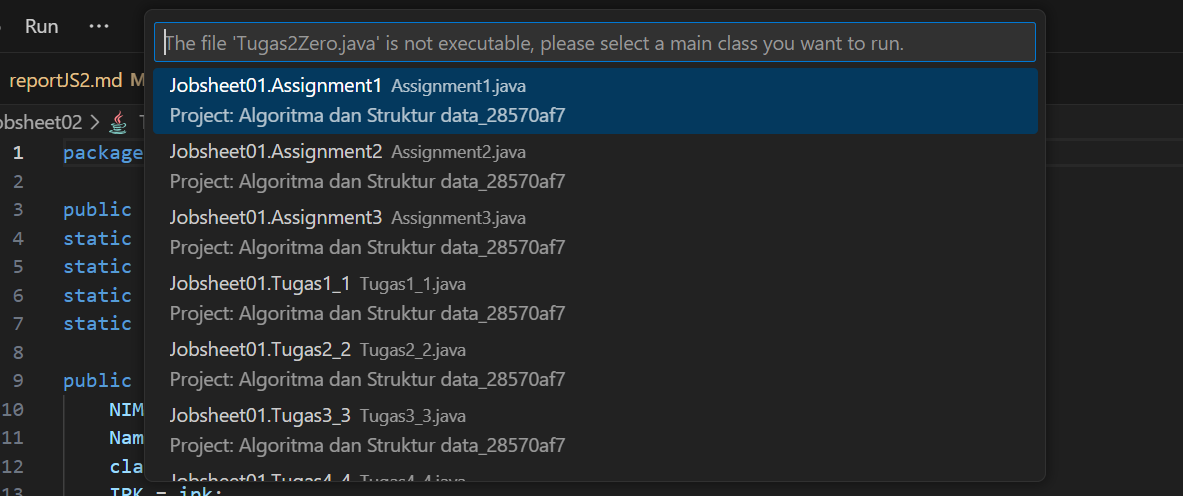 Run ...
The file 'Tugas2Zero.java' is not executable, please select a main class you want to run.
reportJS2.md M
Jobsheet01.Assignment1 Assignment1.java
Project: Algoritma dan Struktur data_28570af7
obsheet02 >
Jobsheet01.Assignment2 Assignment2.java
Project: Algoritma dan Struktur data_28570af7
Jobsheet01.Assignment3 Assignment3.java
Project: Algoritma dan Struktur data_28570af7
Jobsheet01.Tugas1_1 Tugas1_1.java
Project: Algoritma dan Struktur data_28570af7
Jobsheet01.Tugas2_2 Tugas2_2.java
Project: Algoritma dan Struktur data_28570af7
Jobsheet01.Tugas3_3 Tugas3_3.java
Project: Algoritma dan Struktur data_28570af7
Jobsheet01.Tugas4_4 Tugas4_4.java
1 package
2
3 public
4 static
5 static
6 static
7 static
8
9 public
10 NIM
11 Nam
12 cla
13 IPK = ipk;